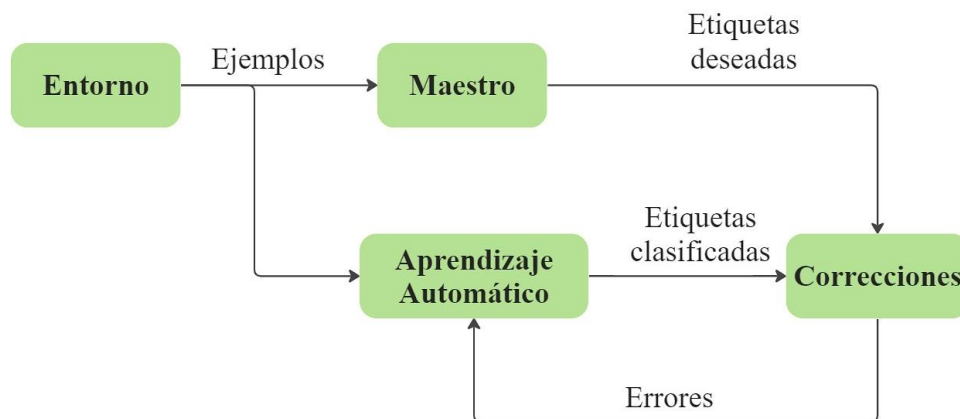 Entorno
Ejemplos
Maestro
Etiquetas
deseadas
Aprendizaje
Automático
Etiquetas
clasificadas
Correcciones
Errores